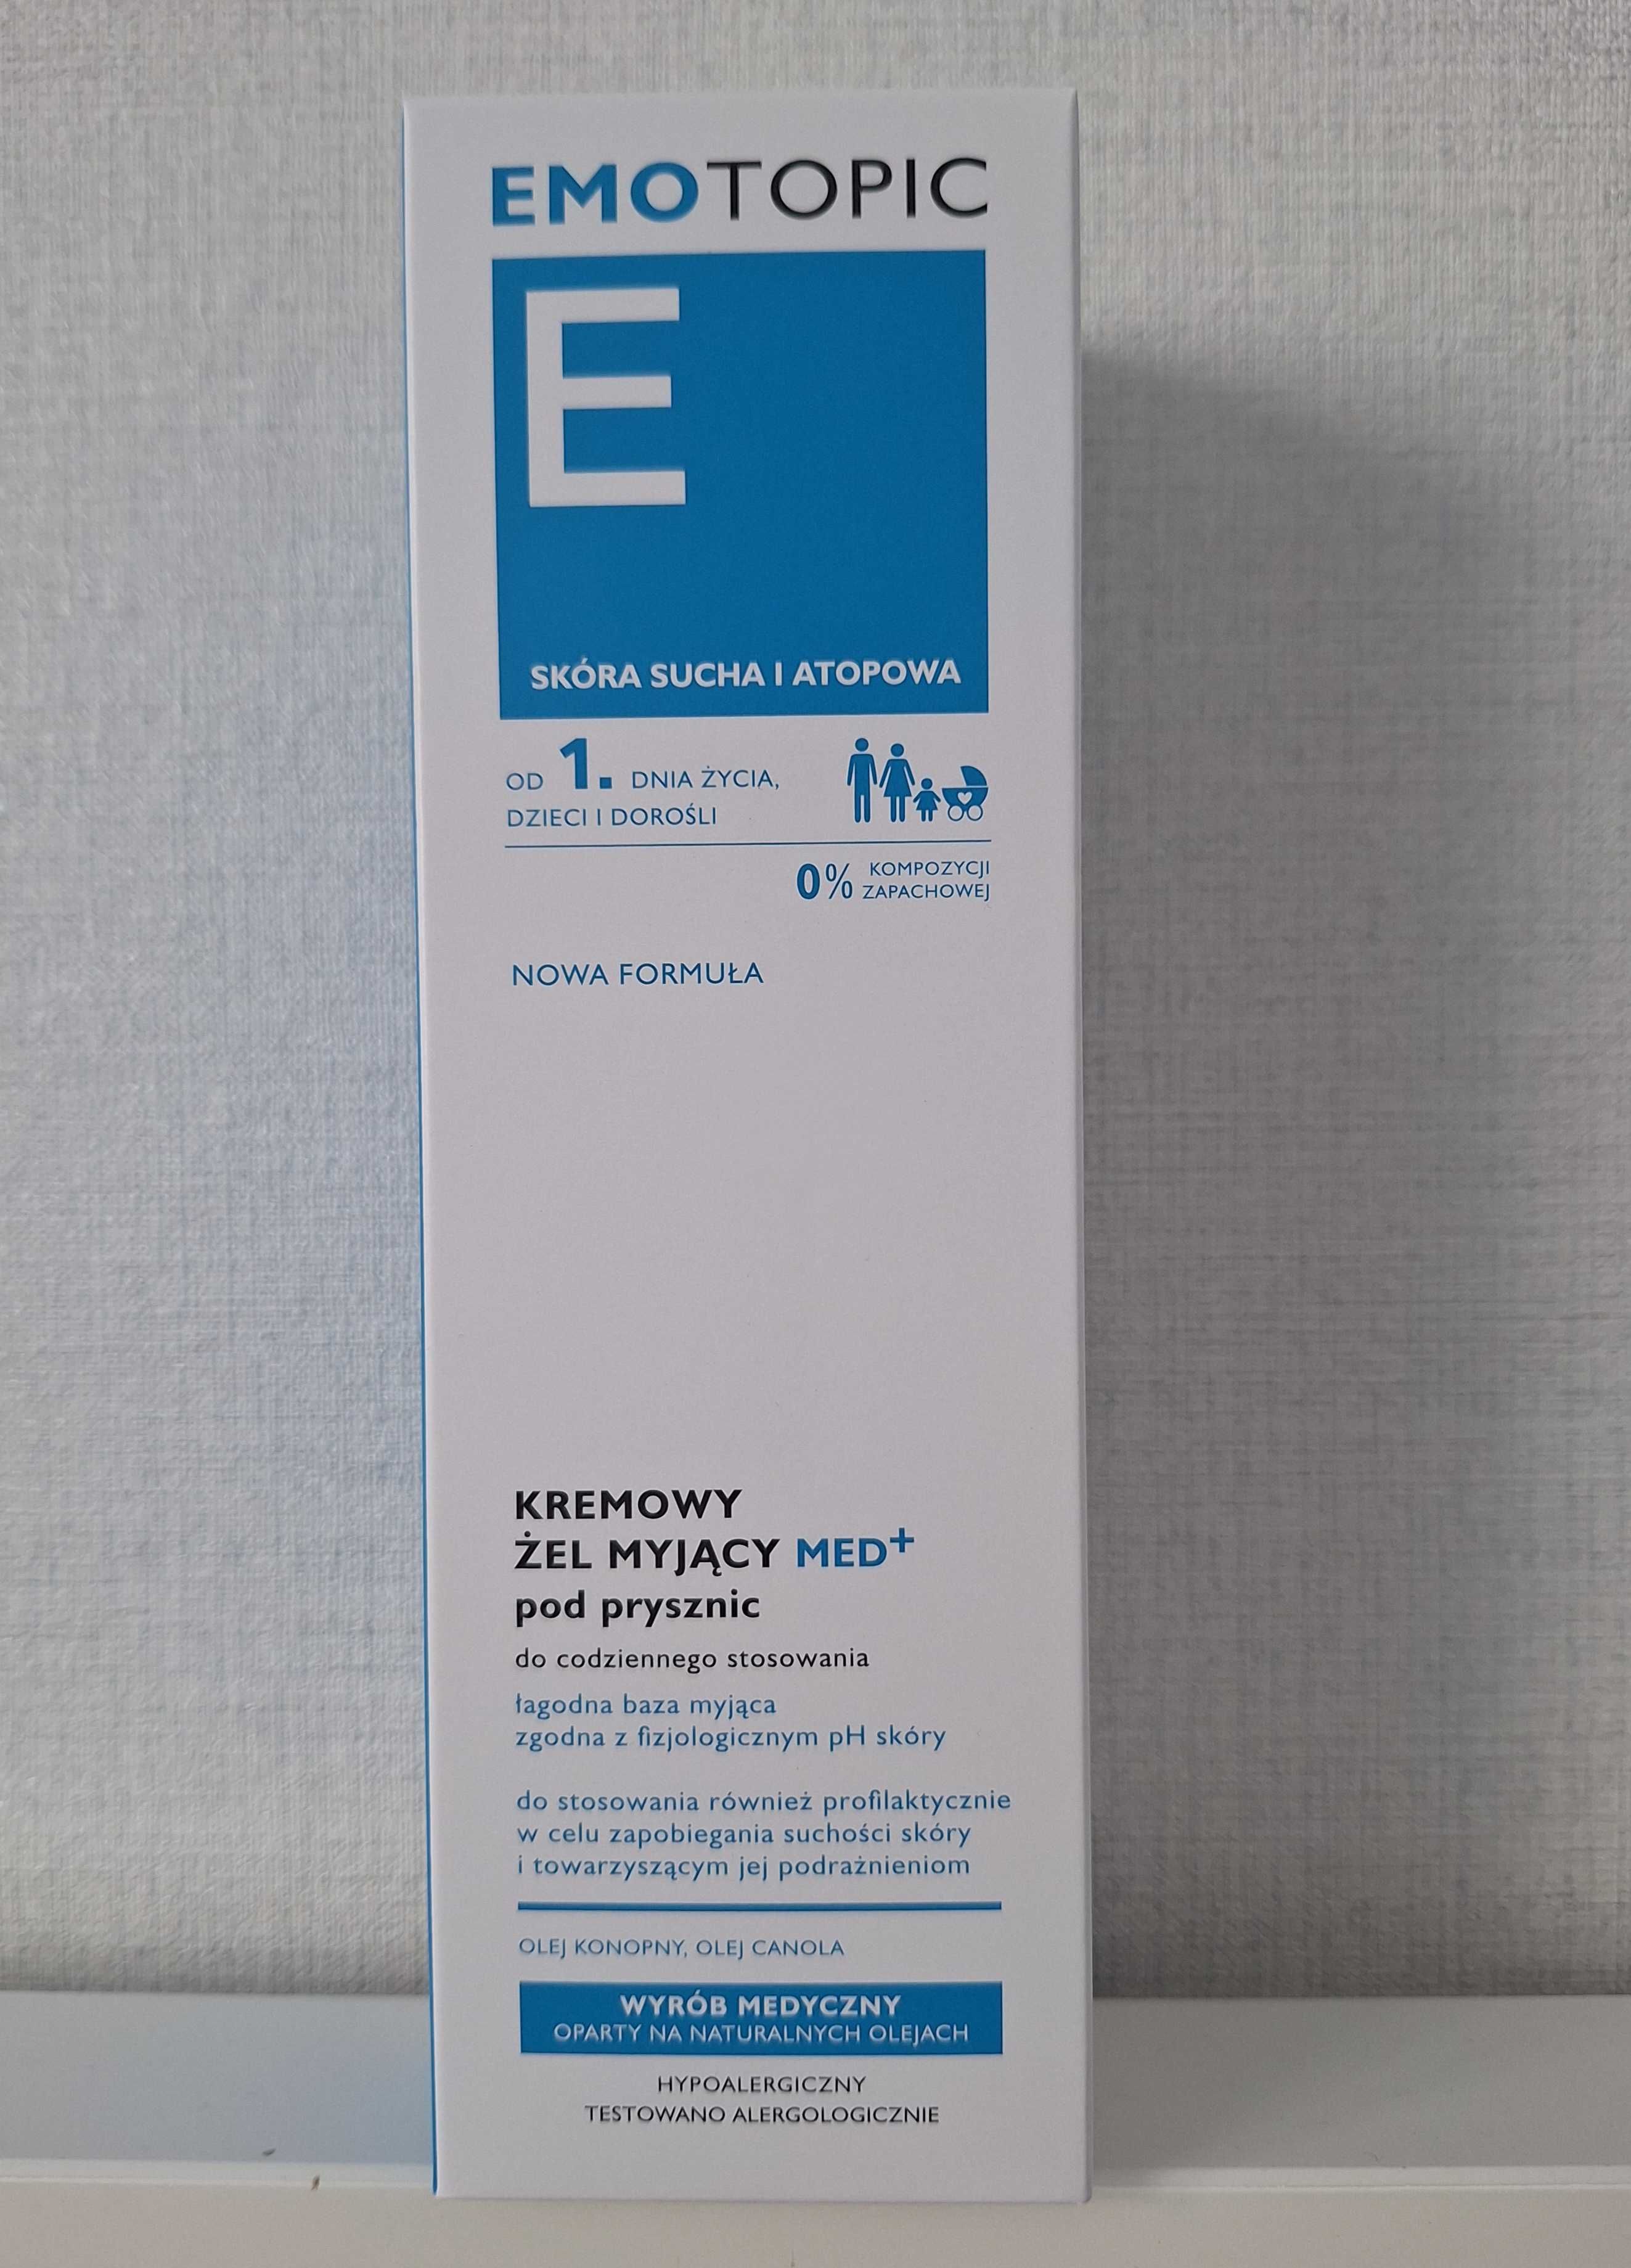 EMOTOPIC
E
SKÓRA SUCHA I ATOPOWA
OD 1. DNIA ŻYCIA,
DZIECI I DOROŚLI
0% KOMPOZYCJI
ZAPACHOWEJ
NOWA FORMUŁA
KREMOWY
ŻEL MYJĄCY MED+
pod prysznic
do codziennego stosowania
łagodna baza myjąca
zgodna z fizjologicznym pH skóry
do stosowania również profilaktycznie
w celu zapobiegania suchości skóry
i towarzyszącym jej podrażnieniom
OLEJ KONOPNY, OLEJ CANOLA
WYRÓB MEDYCZNY
OPARTY NA NATURALNYCH OLEJACH
HYPOALERGICZNY
TESTOWANO ALERGOLOGICZNIE